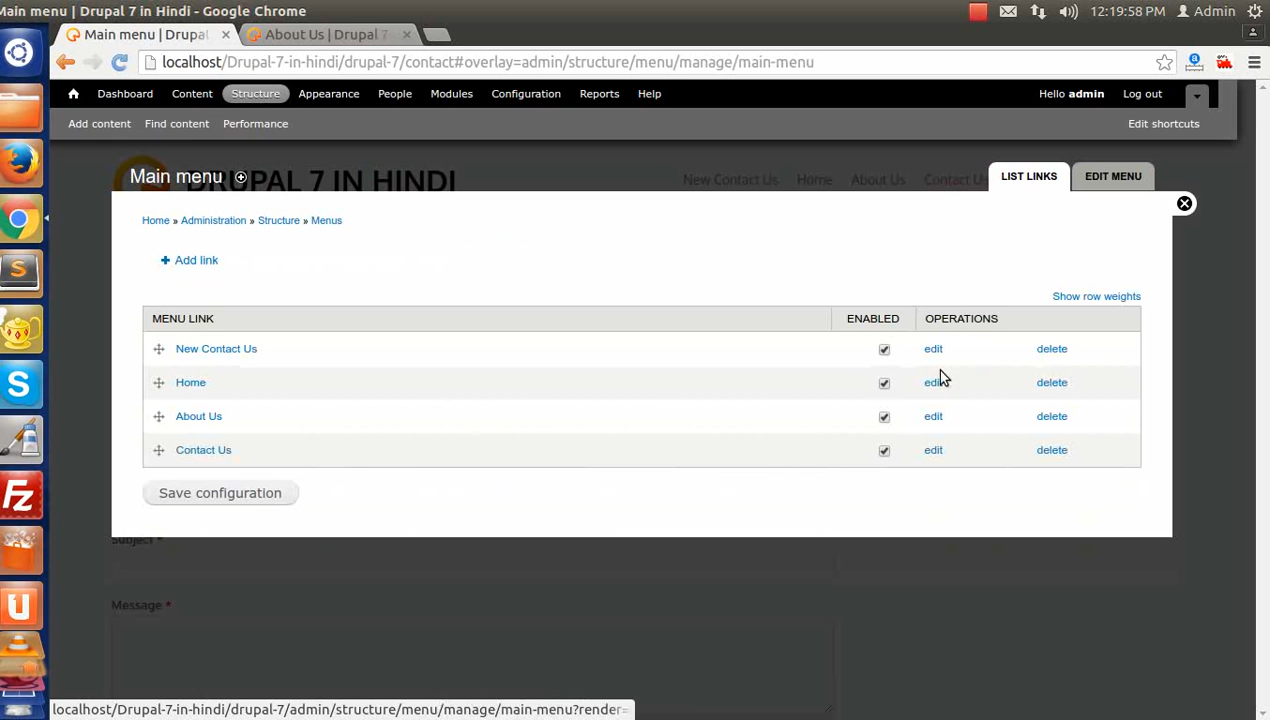 Main menu | Drupal 7 in Hindi - Google Chrome
12:19:58 PM
Admin
Main menu | Drupa
About Us | Drupal 7
localhost/Drupal-7-in-hindi/drupal-7/contact#overlay=admin/structure/menu/manage/main-menu
Dashboard Content Structure Appearance People Modules Configuration Reports Help
Hello admin Log out
Add content Find content Performance
Edit shortcuts
DRUPAL 7 IN HINDI
New Contact Us Home About Us Contact Us
Main menu
LIST LINKS EDIT MENU
Home » Administration » Structure » Menus
+ Add link
Show row weights
MENU LINK ENABLED OPERATIONS
New Contact Us edit delete
Home edit delete
About Us edit delete
Contact Us edit delete
Save configuration
Subject *
Message *
localhost/Drupal-7-in-hindi/drupal-7/admin/structure/menu/manage/main-menu?render=